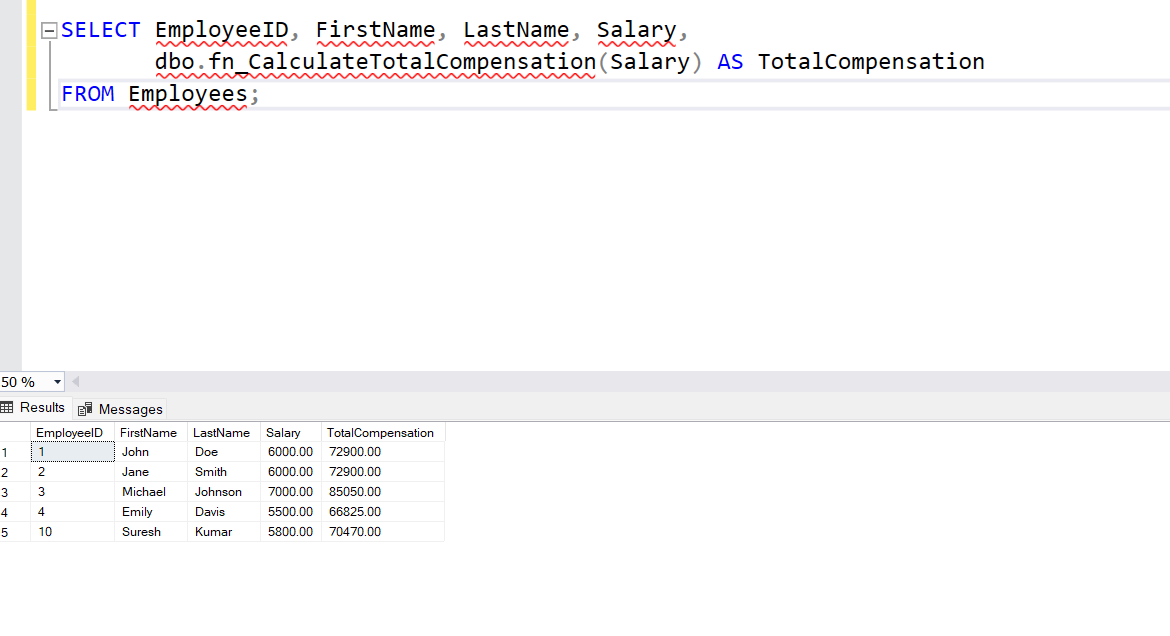 SELECT EmployeeID, FirstName, LastName, Salary,
dbo.fn_CalculateTotalCompensation(Salary) AS TotalCompensation
FROM Employees;
50 %
Results Messages
EmployeeID FirstName LastName Salary TotalCompensation
1 1 John Doe 6000.00 72900.00
2 2 Jane Smith 6000.00 72900.00
3 3 Michael Johnson 7000.00 85050.00
4 4 Emily Davis 5500.00 66825.00
5 10 Suresh Kumar 5800.00 70470.00